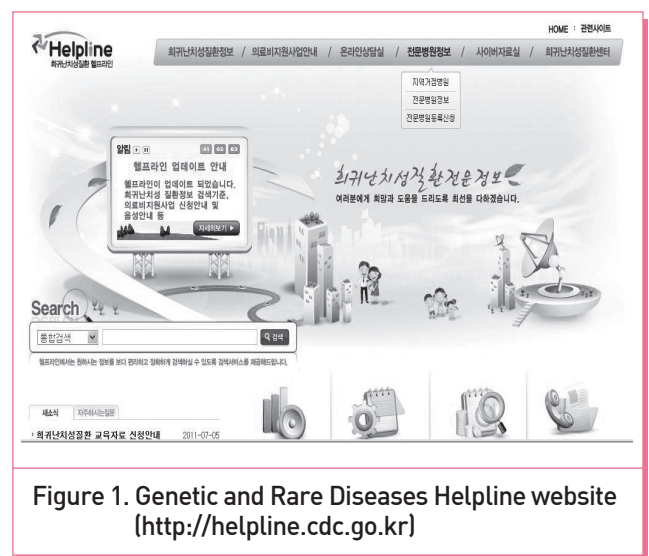 HOME : 관련사이트
Helpline
희귀난치성질환 헬프라인
희귀난치성질환정보 / 의료비지원사업안내 / 온라인상담실 / 전문병원정보 / 사이버자료실 / 희귀난치성질환센터
지역거점병원
전문병원정보
전문병원등록신청
알림
01 02 03
헬프라인 업데이트 안내
헬프라인이 업데이트 되었습니다.
희귀난치성 질환정보 검색기준,
의료비지원사업 신청안내 및
음성안내 등
자세히보기
희귀난치성질환전문정보
여러분에게 희망과 도움을 드리도록 최선을 다하겠습니다.
Search
통합검색
검색
헬프라인에서는 원하시는 정보를 보다 편리하고 정확하게 검색하실 수 있도록 검색서비스를 제공해드립니다.
새소식 자주하시는질문
› 희귀난치성질환 교육자료 신청안내 2011-07-05
Figure 1. Genetic and Rare Diseases Helpline website
(http://helpline.cdc.go.kr)